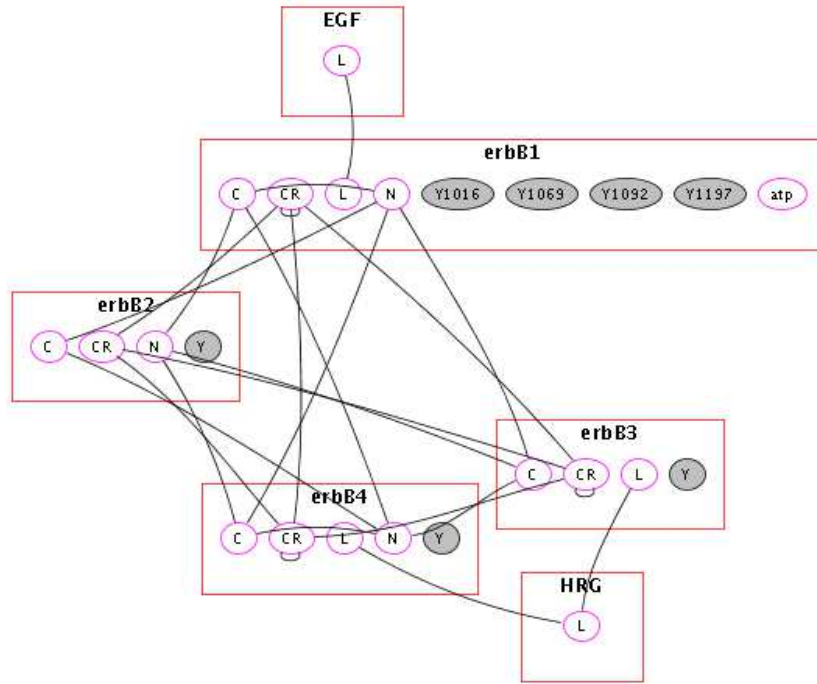 EGF
L
erbB1
C CR L N Y1016 Y1069 Y1092 Y1197 atp
erbB2
C CR N Y
erbB3
C CR L Y
erbB4
C CR L N Y
HRG
L